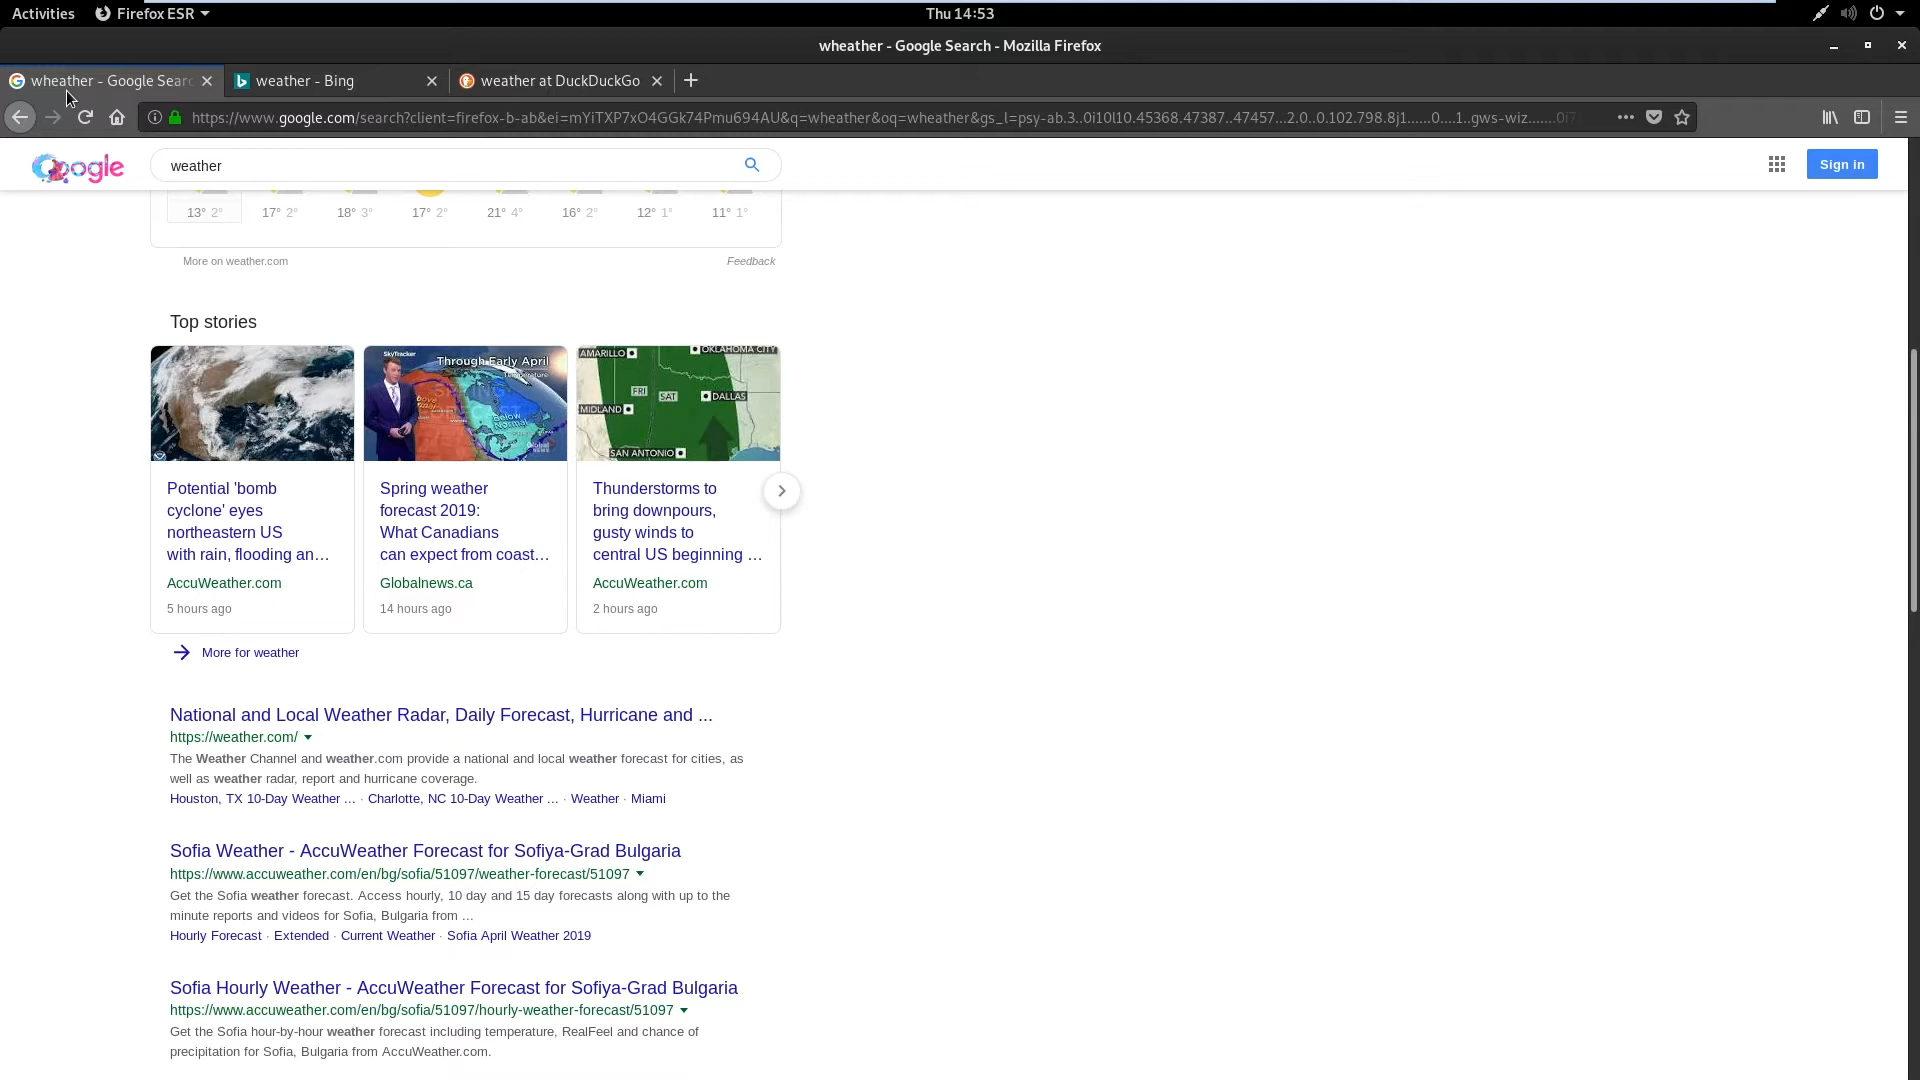 Activities Firefox ESR Thu 14:53
wheather - Google Search - Mozilla Firefox
wheather - Google Searc weather - Bing weather at DuckDuckGo
https://www.google.com/search?client=firefox-b-ab&ei=mYiTXP7xO4GGk74Pmu694AU&q=wheather&oq=wheather&gs_l=psy-ab.3..0i10l10.45368.47387..47457...2.0..0.102.798.8j1......0....1..gws-wiz.......0i7
Google weather Sign in
13° 2° 17° 2° 18° 3° 17° 2° 21° 4° 16° 2° 12° 1° 11° 1°
More on weather.com Feedback
Top stories
SkyTracker
Through Early April
Temperature
Below
Normal
AMARILLO
OKLAHOMA CITY
FRI
SAT
DALLAS
MIDLAND
SAN ANTONIO
Potential 'bomb
cyclone' eyes
northeastern US
with rain, flooding an...
AccuWeather.com
5 hours ago
Spring weather
forecast 2019:
What Canadians
can expect from coast...
Globalnews.ca
14 hours ago
Thunderstorms to
bring downpours,
gusty winds to
central US beginning ...
AccuWeather.com
2 hours ago
More for weather
National and Local Weather Radar, Daily Forecast, Hurricane and ...
https://weather.com/
The Weather Channel and weather.com provide a national and local weather forecast for cities, as
well as weather radar, report and hurricane coverage.
Houston, TX 10-Day Weather ... · Charlotte, NC 10-Day Weather ... · Weather · Miami
Sofia Weather - AccuWeather Forecast for Sofiya-Grad Bulgaria
https://www.accuweather.com/en/bg/sofia/51097/weather-forecast/51097
Get the Sofia weather forecast. Access hourly, 10 day and 15 day forecasts along with up to the
minute reports and videos for Sofia, Bulgaria from ...
Hourly Forecast · Extended · Current Weather · Sofia April Weather 2019
Sofia Hourly Weather - AccuWeather Forecast for Sofiya-Grad Bulgaria
https://www.accuweather.com/en/bg/sofia/51097/hourly-weather-forecast/51097
Get the Sofia hour-by-hour weather forecast including temperature, RealFeel and chance of
precipitation for Sofia, Bulgaria from AccuWeather.com.